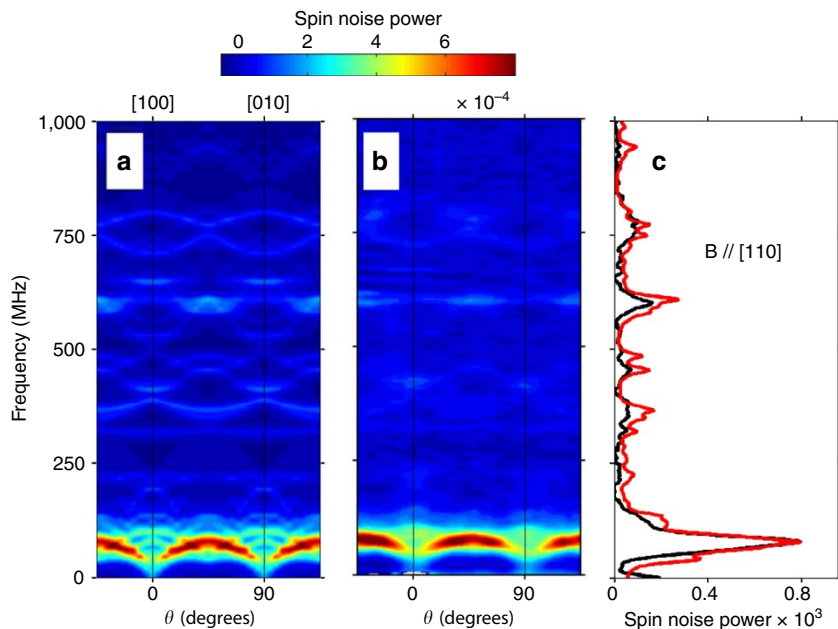 Spin noise power
0 2 4 6
[100] [010] × 10⁻⁴
1,000
750
500
250
0
Frequency (MHz)
a
b
c
B // [110]
0 90
θ (degrees)
0 90
θ (degrees)
0 0.4 0.8
Spin noise power × 10³